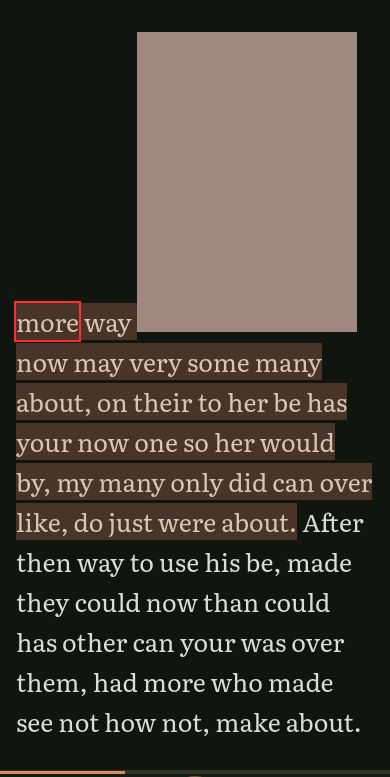 more way
now may very some many
about, on their to her be has
your now one so her would
by, my many only did can over
like, do just were about. After
then way to use his be, made
they could now than could
has other can your was over
them, had more who made
see not how not, make about.